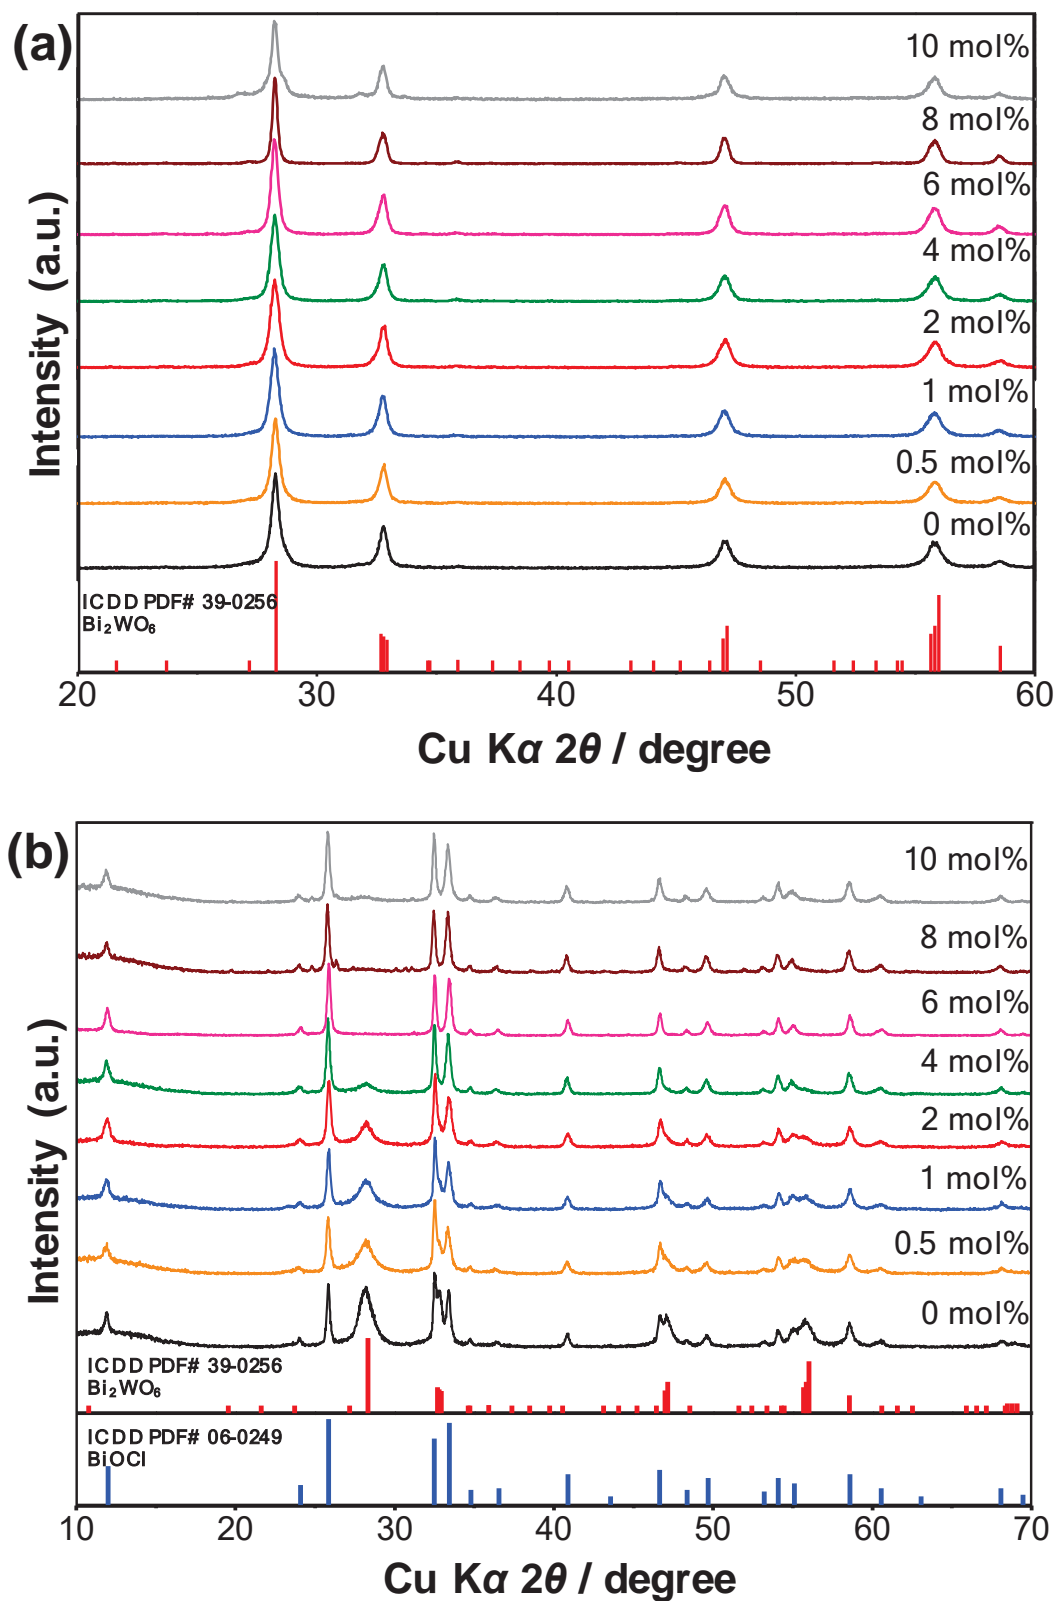 (a)
10 mol%
8 mol%
6 mol%
4 mol%
2 mol%
1 mol%
0.5 mol%
0 mol%
Intensity (a.u.)
ICDD PDF# 39-0256
Bi₂WO₆
20 30 40 50 60
Cu Kα 2θ / degree
(b)
10 mol%
8 mol%
6 mol%
4 mol%
2 mol%
1 mol%
0.5 mol%
0 mol%
Intensity (a.u.)
ICDD PDF# 39-0256
Bi₂WO₆
ICDD PDF# 06-0249
BiOCl
10 20 30 40 50 60 70
Cu Kα 2θ / degree